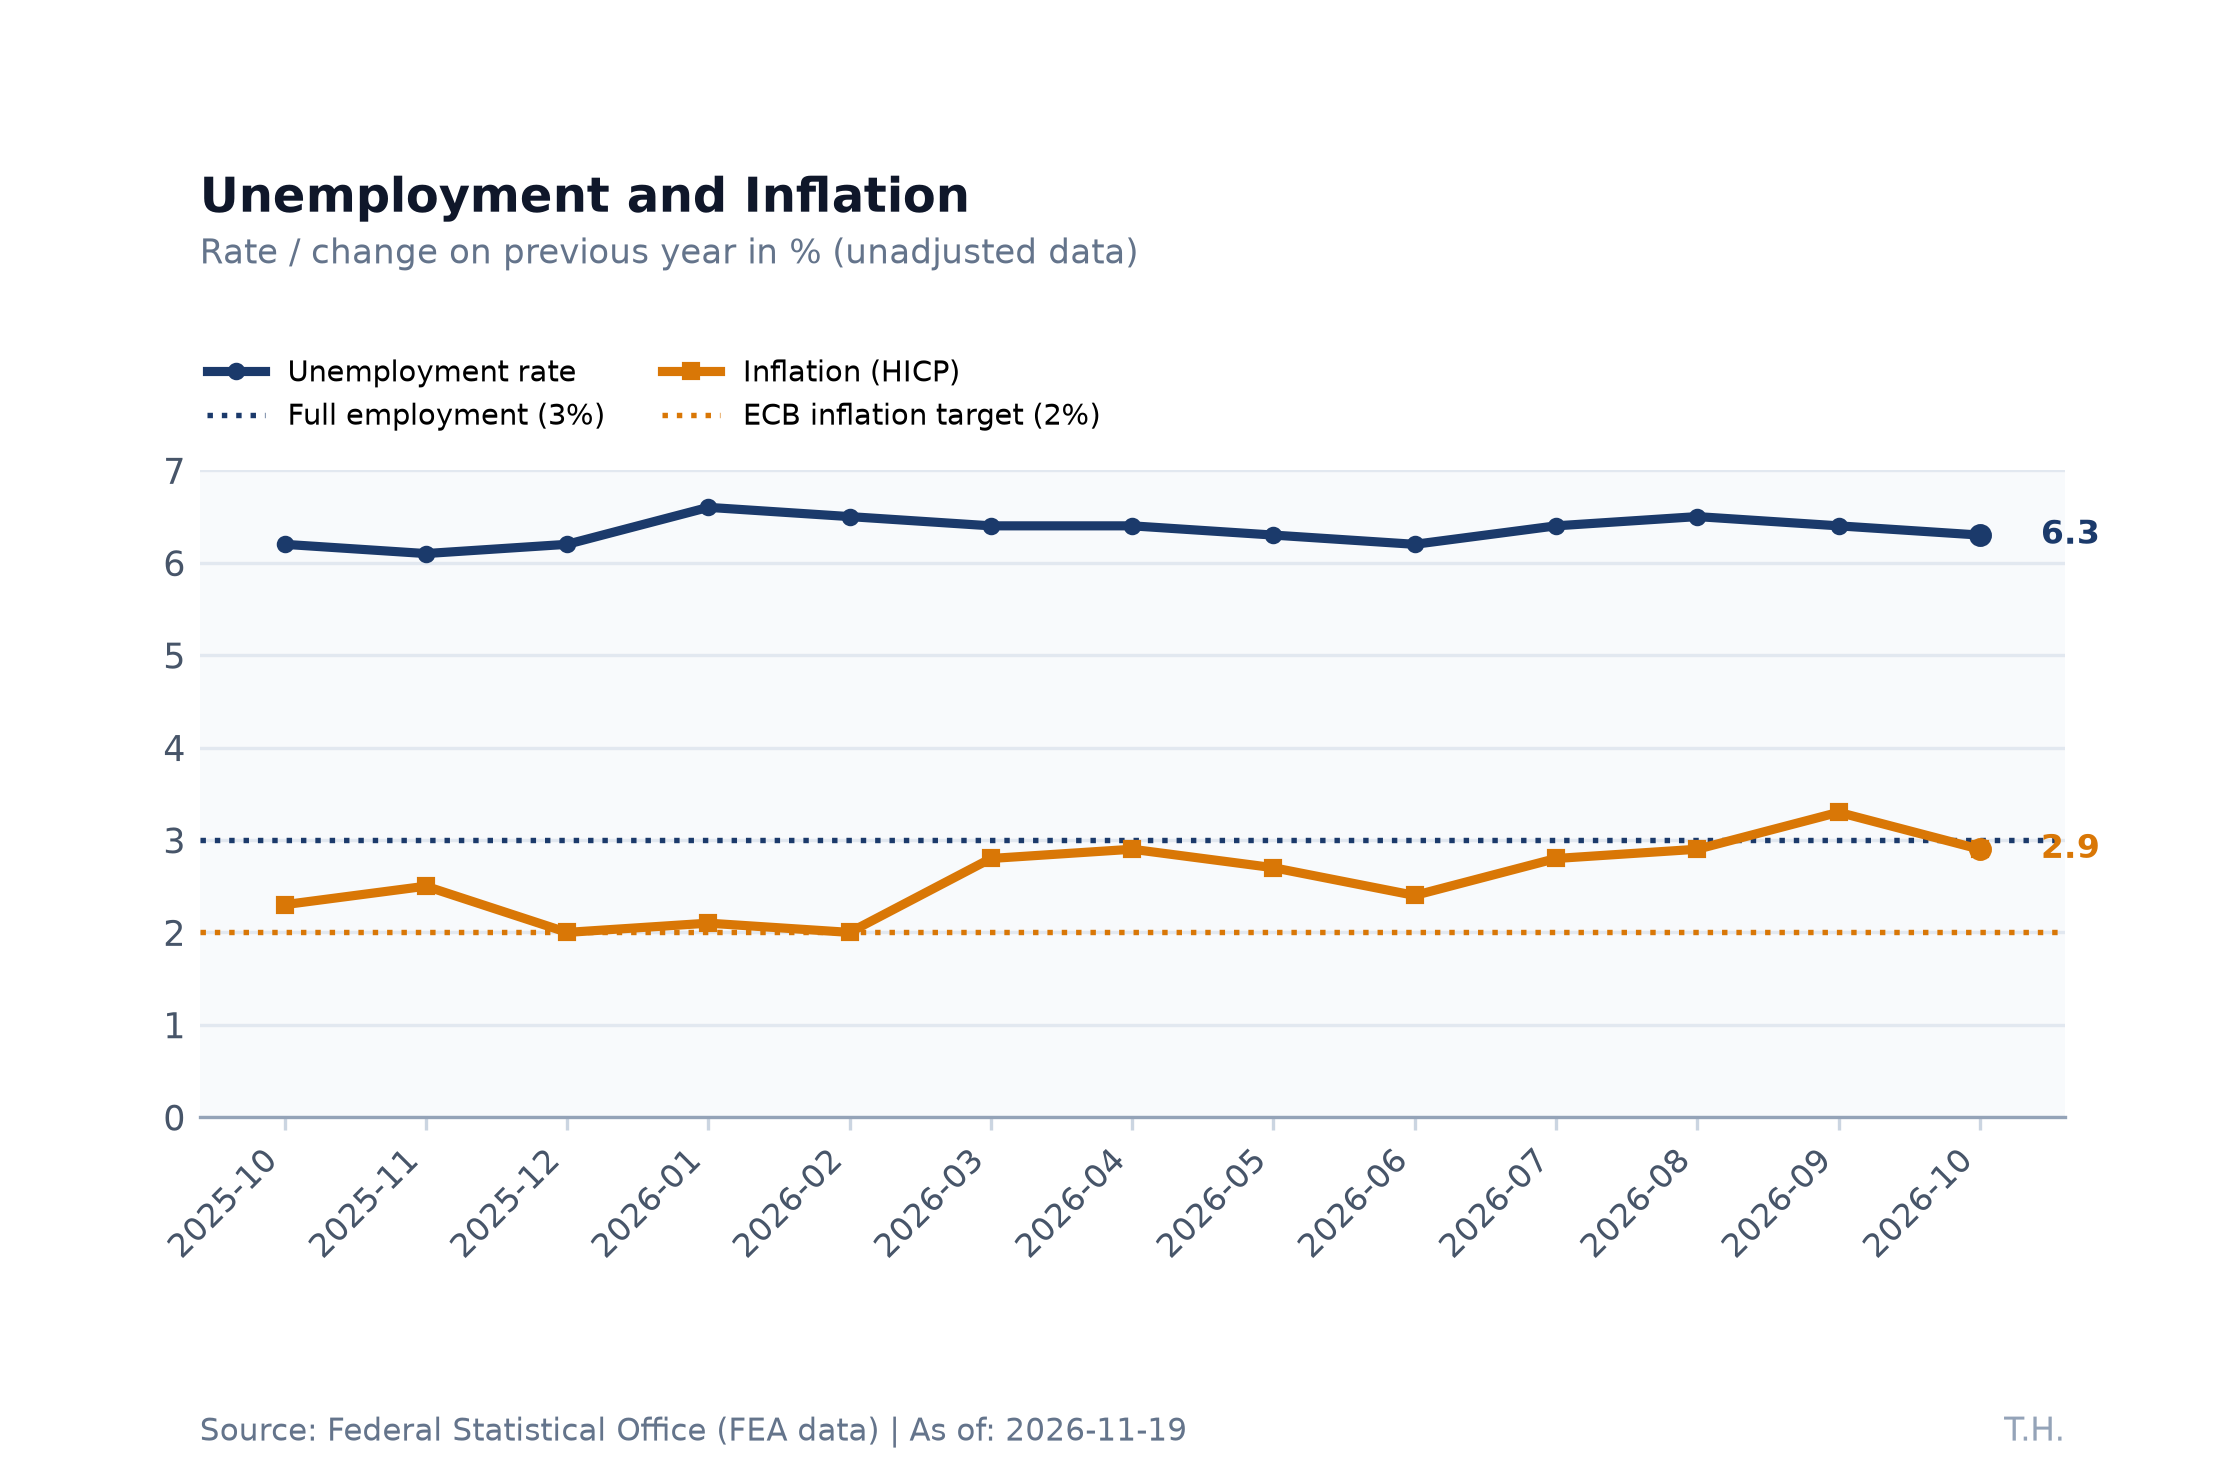 Unemployment and Inflation
Rate / change on previous year in % (unadjusted data)
Unemployment rate
Inflation (HICP)
Full employment (3%)
ECB inflation target (2%)
7
6
5
4
3
2
1
0
6.3
2.9
2025-10
2025-11
2025-12
2026-01
2026-02
2026-03
2026-04
2026-05
2026-06
2026-07
2026-08
2026-09
2026-10
Source: Federal Statistical Office (FEA data) | As of: 2026-11-19
T.H.